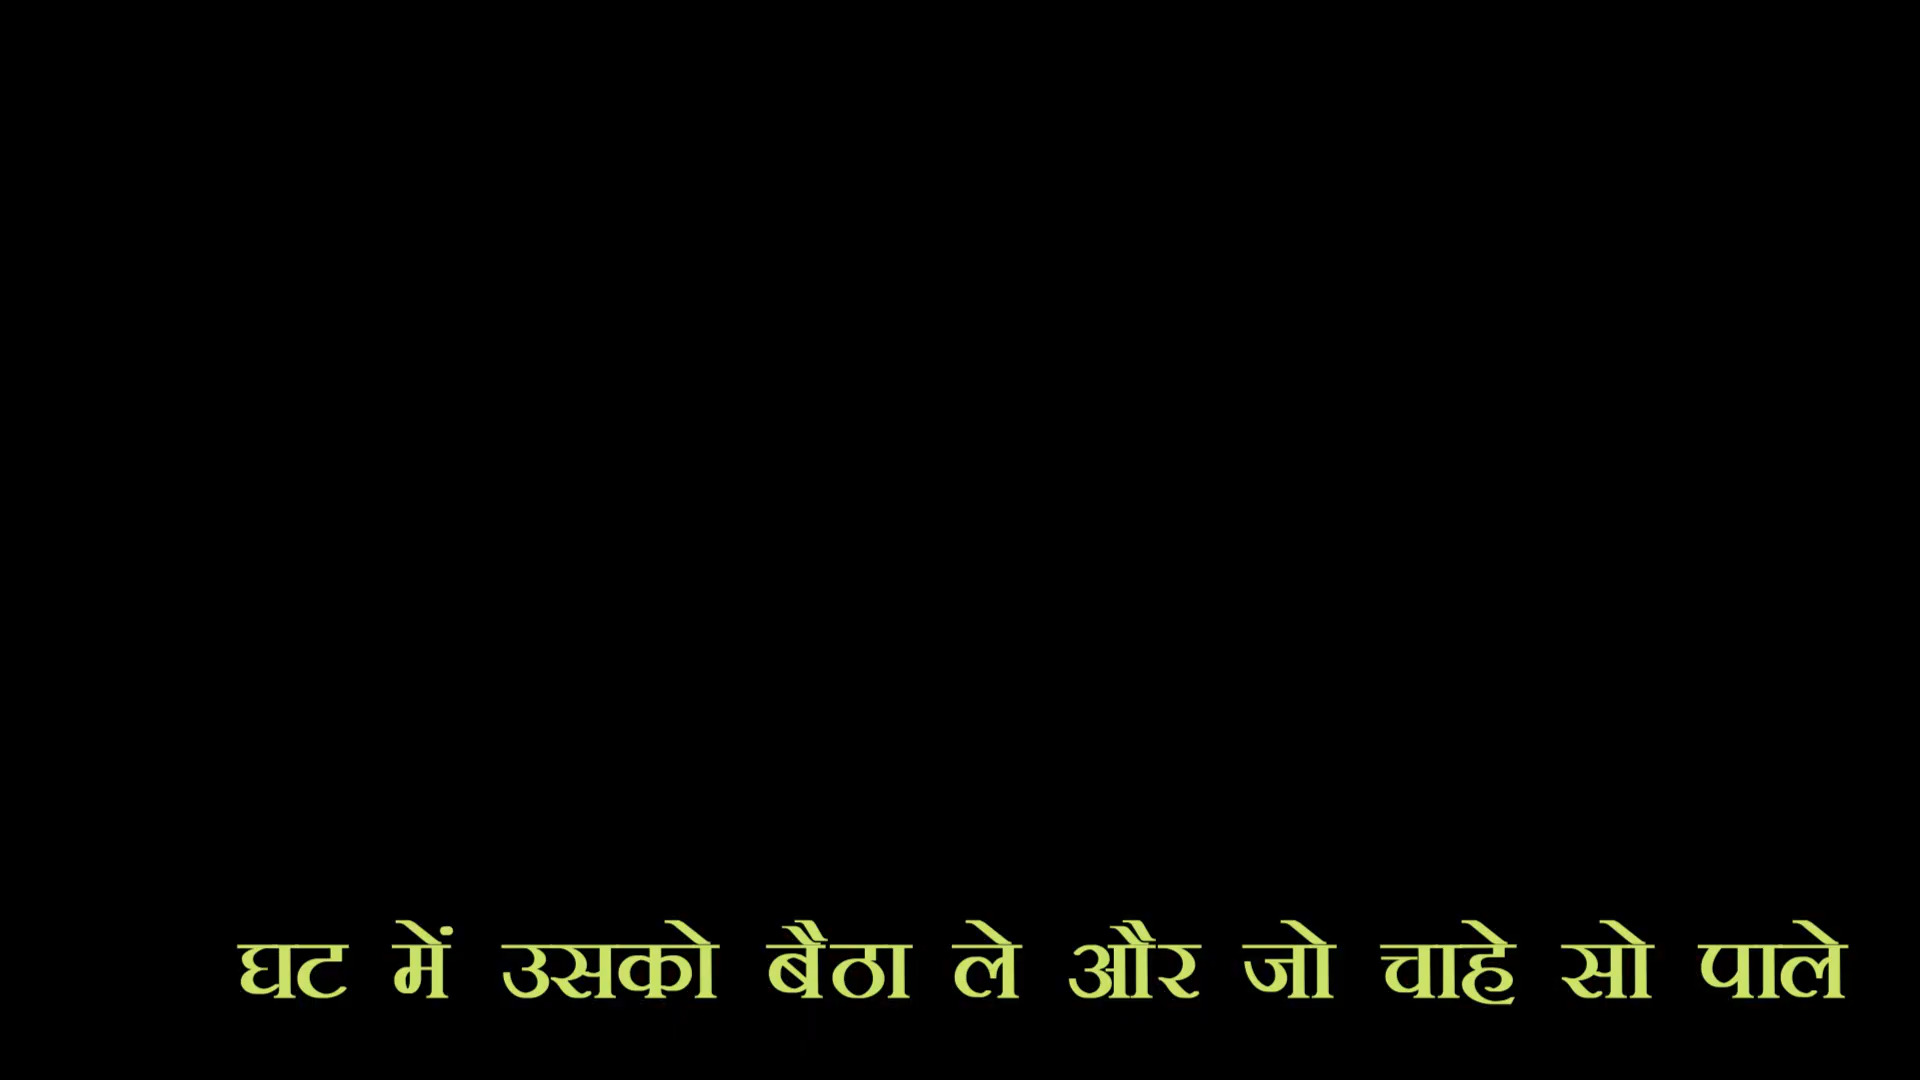 घट में उसको बैठा ले और जो चाहे सो पाले